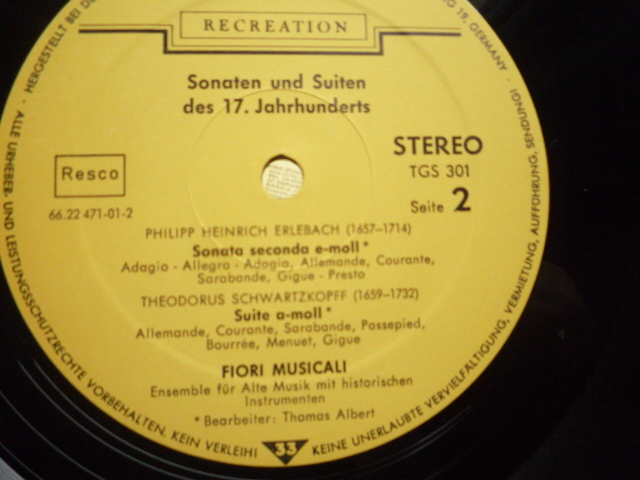 RECREATION
Sonaten und Suiten
des 17. Jahrhunderts
STEREO
TGS 301
Resco
Seite 2
66.22 471-01-2
PHILIPP HEINRICH ERLEBACH (1657–1714)
Sonata seconda e-moll*
Adagio - Allegro - Adagio, Allemande, Courante,
Sarabande, Gigue - Presto
THEODORUS SCHWARTZKOPFF (1659–1732)
Suite a-moll*
Allemande, Courante, Sarabande, Passepied,
Bourrée, Menuet, Gigue
FIORI MUSICALI
Ensemble für Alte Musik mit historischen
Instrumenten
* Bearbeiter: Thomas Albert
33
HERGESTELLT BEI
19, GERMANY ·
ALLE URHEBER- UND LEISTUNGSSCHUTZRECHTE VORBEHALTEN. KEIN VERLEIH!
KEINE UNERLAUBTE VERVIELFÄLTIGUNG, VERMIETUNG, AUFFÜHRUNG, SENDUNG!